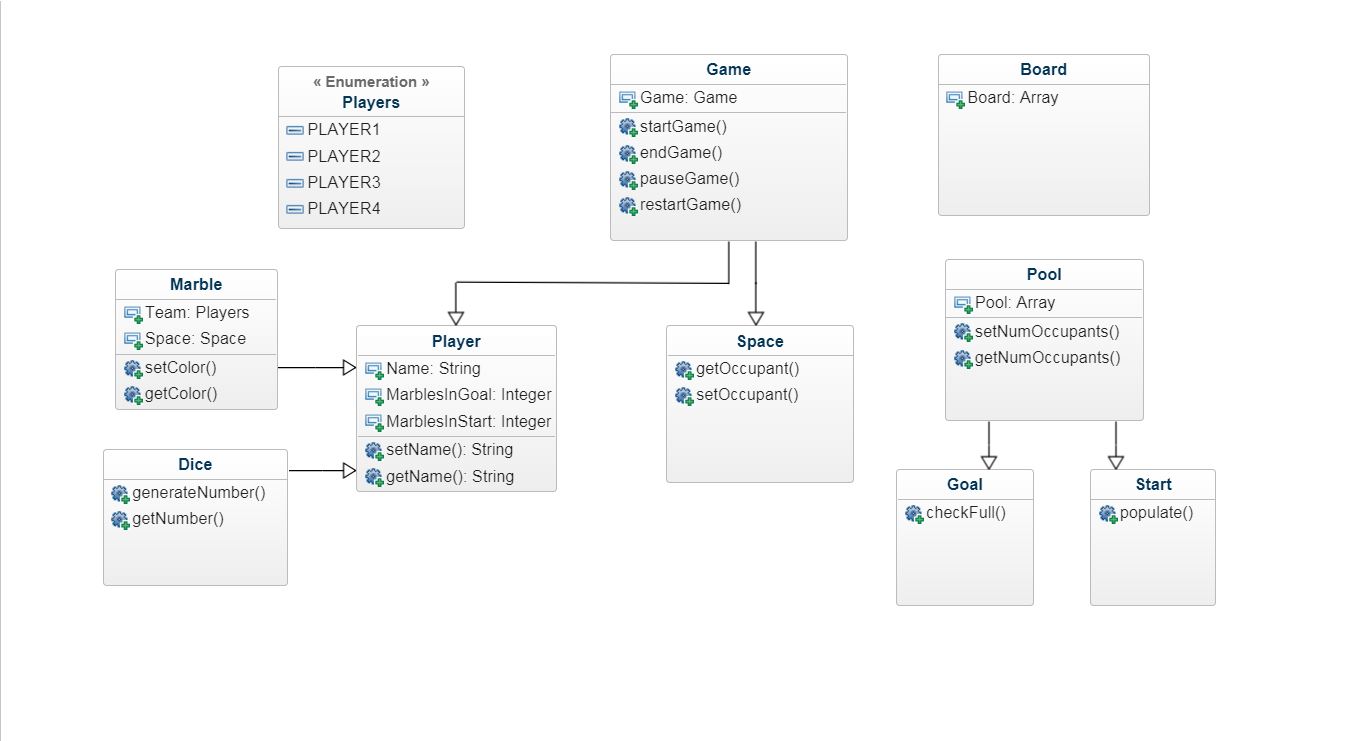 « Enumeration »
Players
PLAYER1
PLAYER2
PLAYER3
PLAYER4
Game
Game: Game
startGame()
endGame()
pauseGame()
restartGame()
Board
Board: Array
Marble
Team: Players
Space: Space
setColor()
getColor()
Player
Name: String
MarblesInGoal: Integer
MarblesInStart: Integer
setName(): String
getName(): String
Space
getOccupant()
setOccupant()
Pool
Pool: Array
setNumOccupants()
getNumOccupants()
Dice
generateNumber()
getNumber()
Goal
checkFull()
Start
populate()